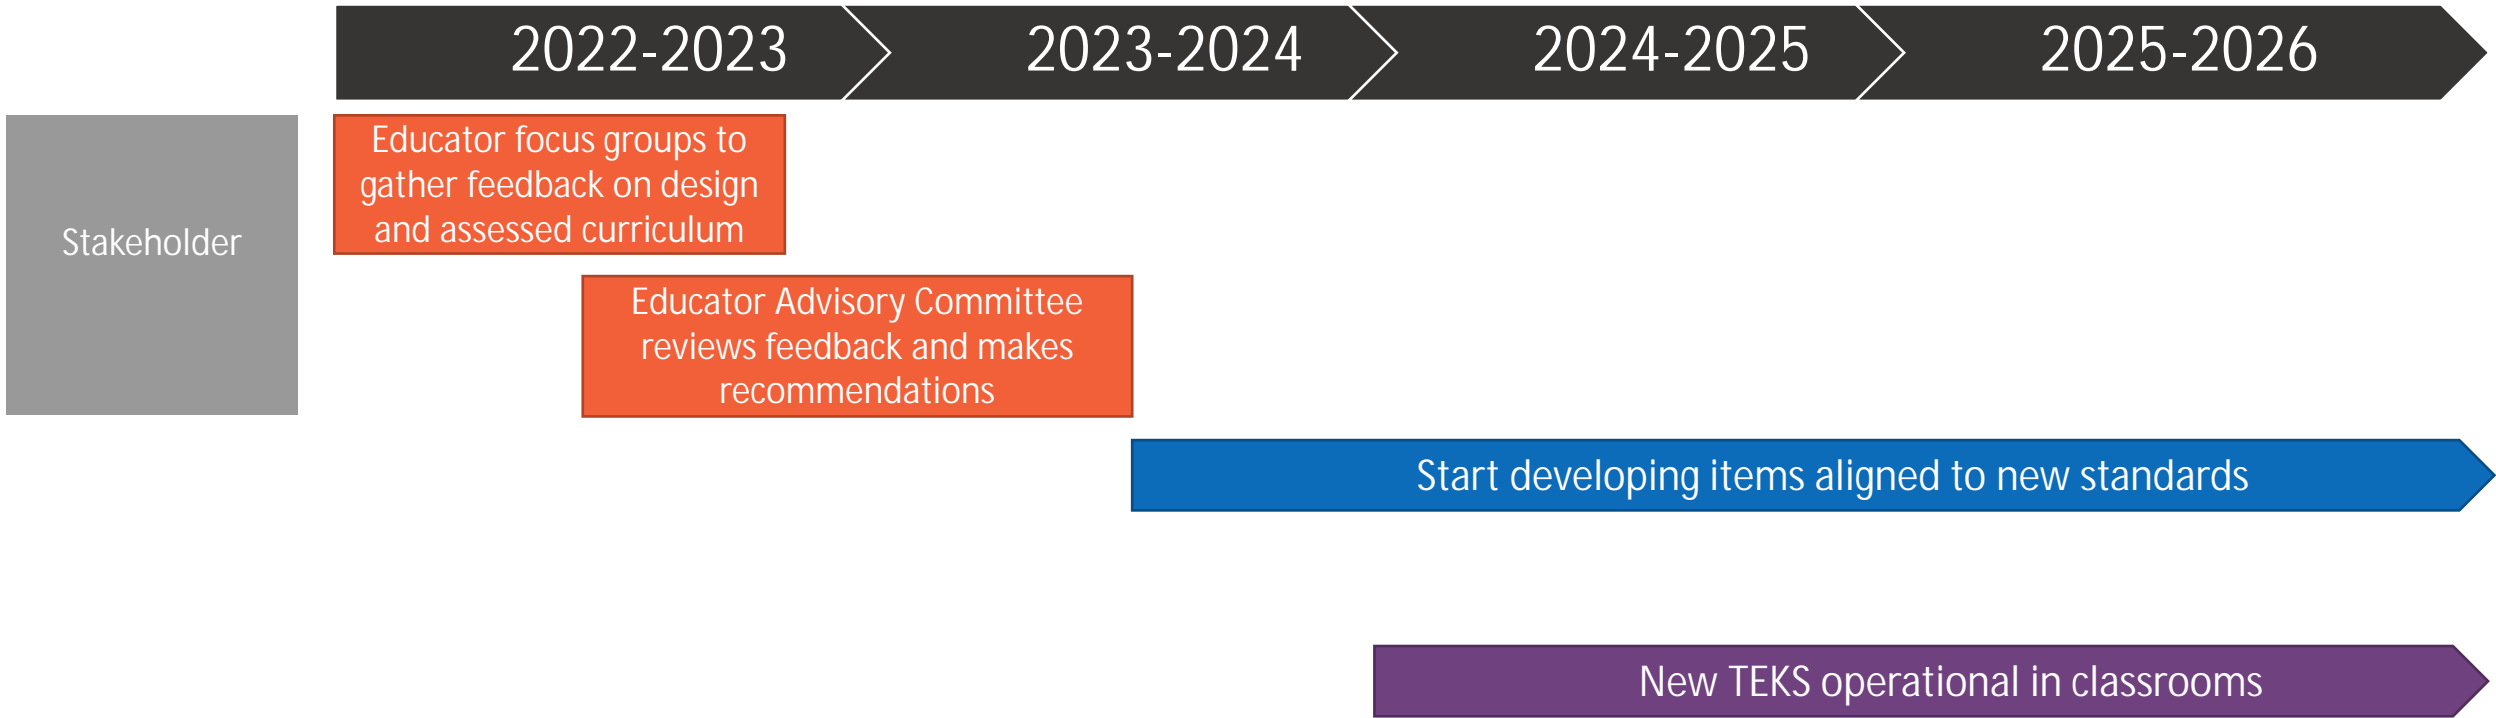 2022-2023 2023-2024 2024-2025 2025-2026
Stakeholder
Educator focus groups to
gather feedback on design
and assessed curriculum
Educator Advisory Committee
reviews feedback and makes
recommendations
Start developing items aligned to new standards
New TEKS operational in classrooms